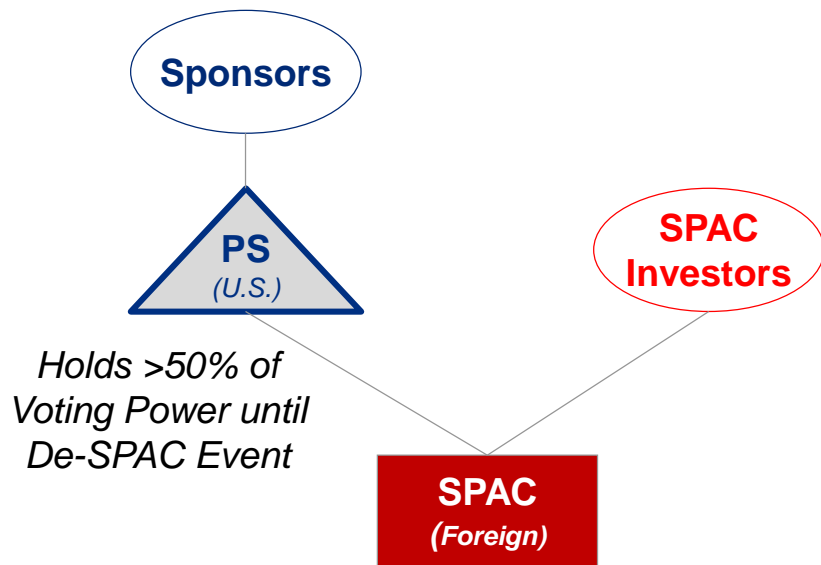 Sponsors
PS
(U.S.)
SPAC
Investors
Holds >50% of
Voting Power until
De-SPAC Event
SPAC
(Foreign)